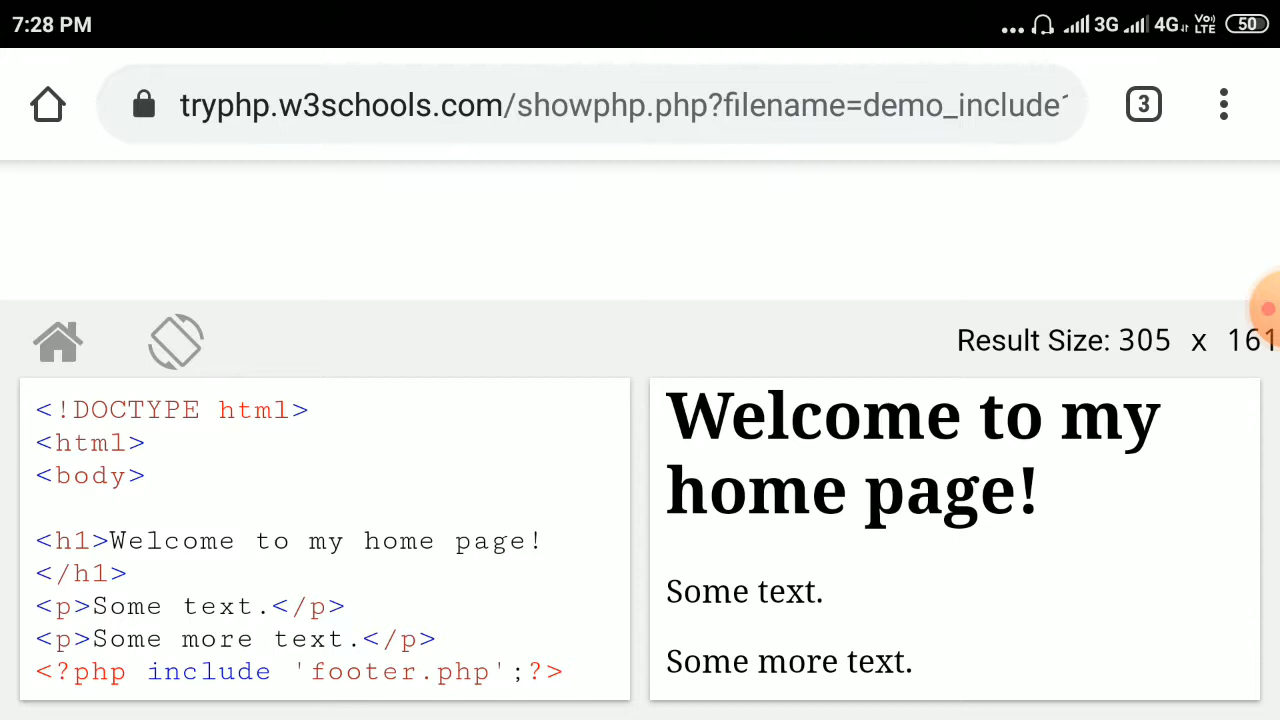 7:28 PM
... 3G 4G Vo) LTE 50
tryphp.w3schools.com/showphp.php?filename=demo_include
3
Result Size: 305 x 161
<!DOCTYPE html>
<html>
<body>
<h1>Welcome to my home page!
</h1>
<p>Some text.</p>
<p>Some more text.</p>
<?php include 'footer.php';?>
Welcome to my
home page!
Some text.
Some more text.